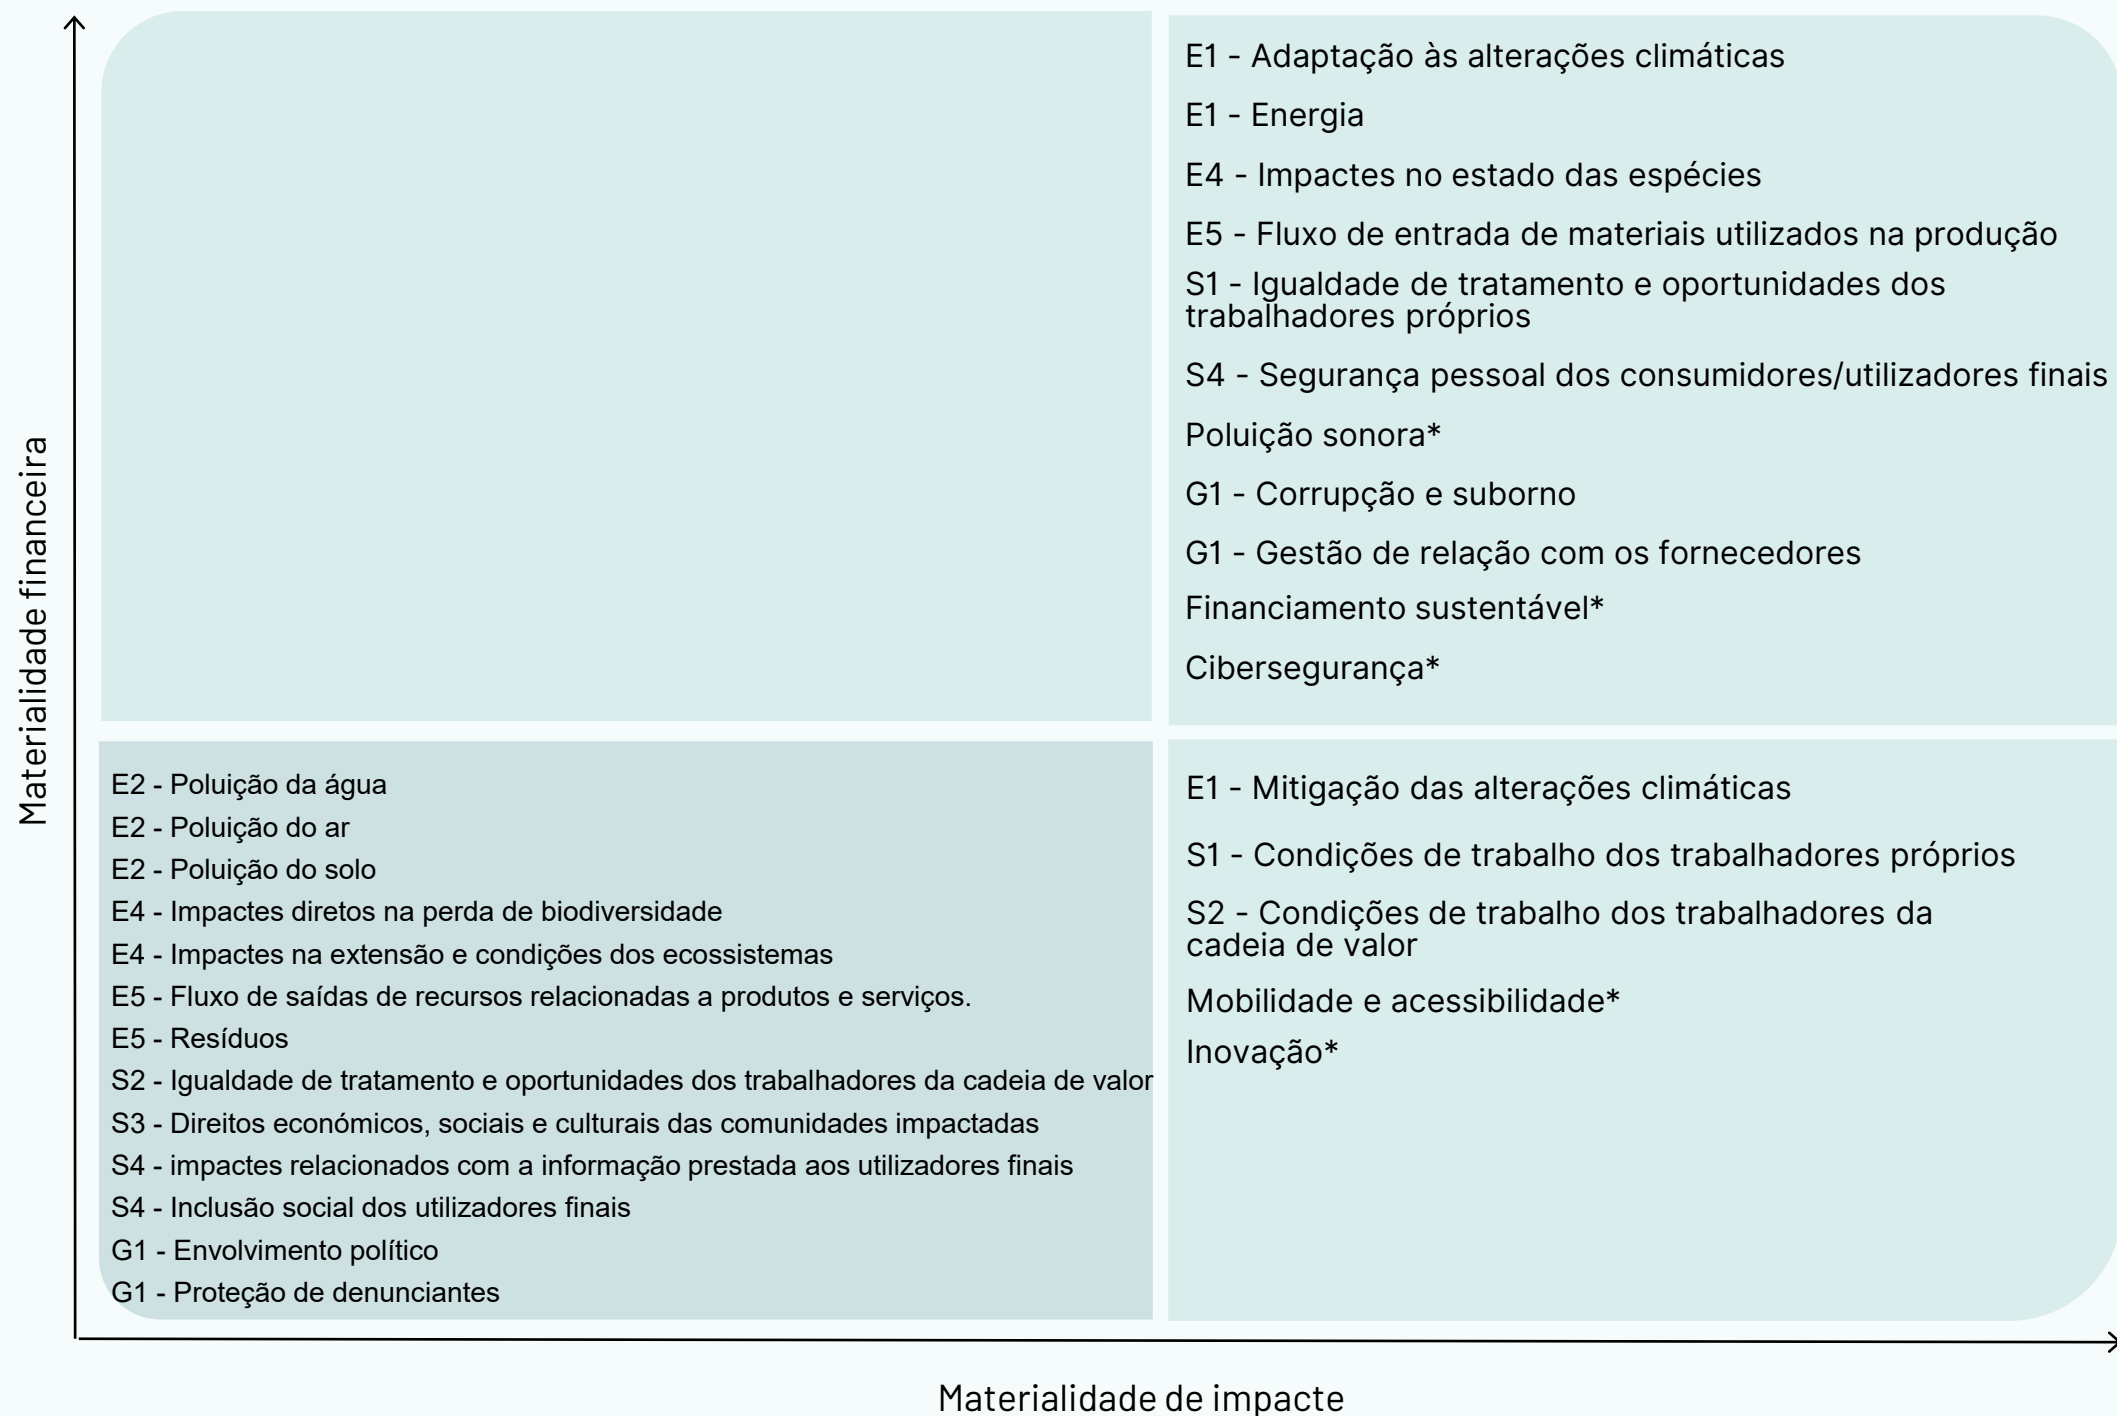 Materialidade financeira
E1 - Adaptação às alterações climáticas
E1 - Energia
E4 - Impactes no estado das espécies
E5 - Fluxo de entrada de materiais utilizados na produção
S1 - Igualdade de tratamento e oportunidades dos
trabalhadores próprios
S4 - Segurança pessoal dos consumidores/utilizadores finais
Poluição sonora*
G1 - Corrupção e suborno
G1 - Gestão de relação com os fornecedores
Financiamento sustentável*
Cibersegurança*
E2 - Poluição da água
E2 - Poluição do ar
E2 - Poluição do solo
E4 - Impactes diretos na perda de biodiversidade
E4 - Impactes na extensão e condições dos ecossistemas
E5 - Fluxo de saídas de recursos relacionadas a produtos e serviços.
E5 - Resíduos
S2 - Igualdade de tratamento e oportunidades dos trabalhadores da cadeia de valor
S3 - Direitos económicos, sociais e culturais das comunidades impactadas
S4 - impactes relacionados com a informação prestada aos utilizadores finais
S4 - Inclusão social dos utilizadores finais
G1 - Envolvimento político
G1 - Proteção de denunciantes
E1 - Mitigação das alterações climáticas
S1 - Condições de trabalho dos trabalhadores próprios
S2 - Condições de trabalho dos trabalhadores da
cadeia de valor
Mobilidade e acessibilidade*
Inovação*
Materialidade de impacte